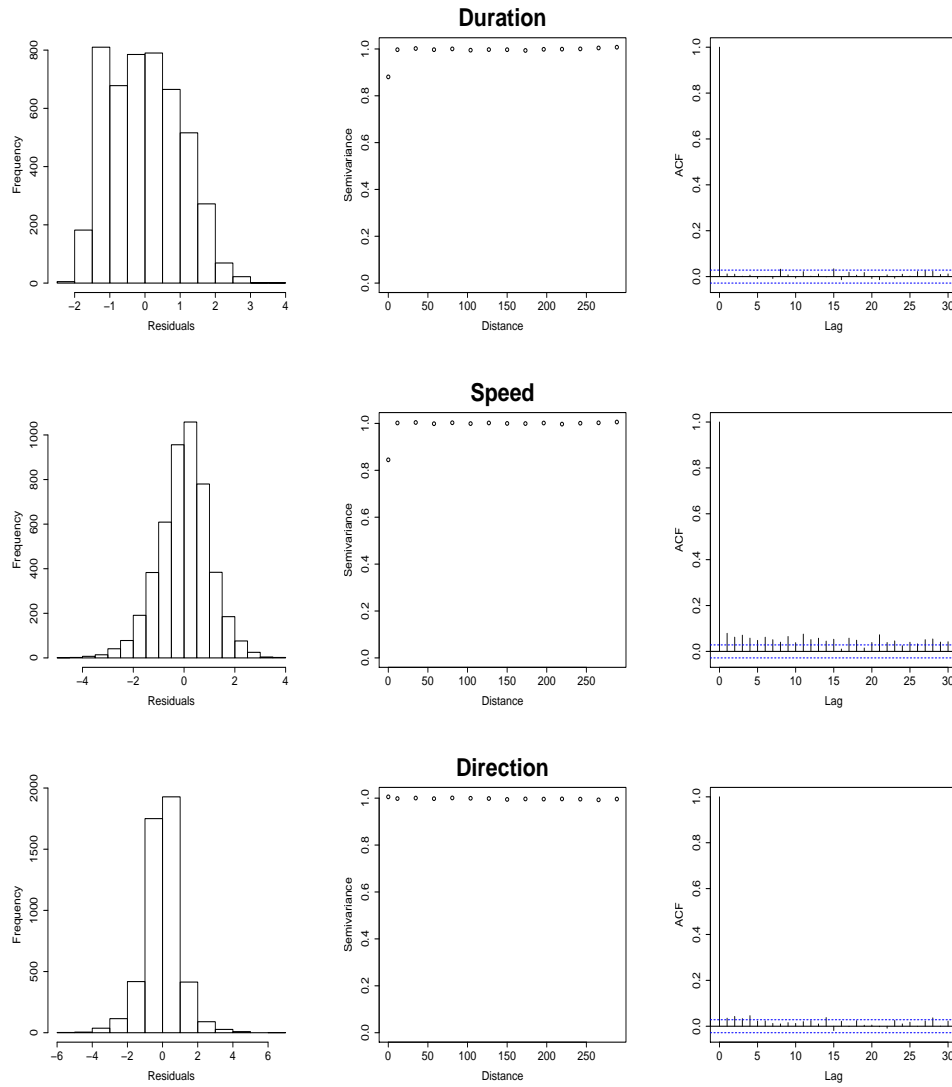 Duration
0 200 400 600 800
Frequency
−2 −1 0 1 2 3 4
Residuals
0.0 0.2 0.4 0.6 0.8 1.0
Semivariance
0 50 100 150 200 250
Distance
0.0 0.2 0.4 0.6 0.8 1.0
ACF
0 5 10 15 20 25 30
Lag
Speed
0 200 400 600 800 1000
Frequency
−4 −2 0 2 4
Residuals
0.0 0.2 0.4 0.6 0.8 1.0
Semivariance
0 50 100 150 200 250
Distance
0.0 0.2 0.4 0.6 0.8 1.0
ACF
0 5 10 15 20 25 30
Lag
Direction
0 500 1000 1500 2000
Frequency
−6 −4 −2 0 2 4 6
Residuals
0.0 0.2 0.4 0.6 0.8 1.0
Semivariance
0 50 100 150 200 250
Distance
0.0 0.2 0.4 0.6 0.8 1.0
ACF
0 5 10 15 20 25 30
Lag